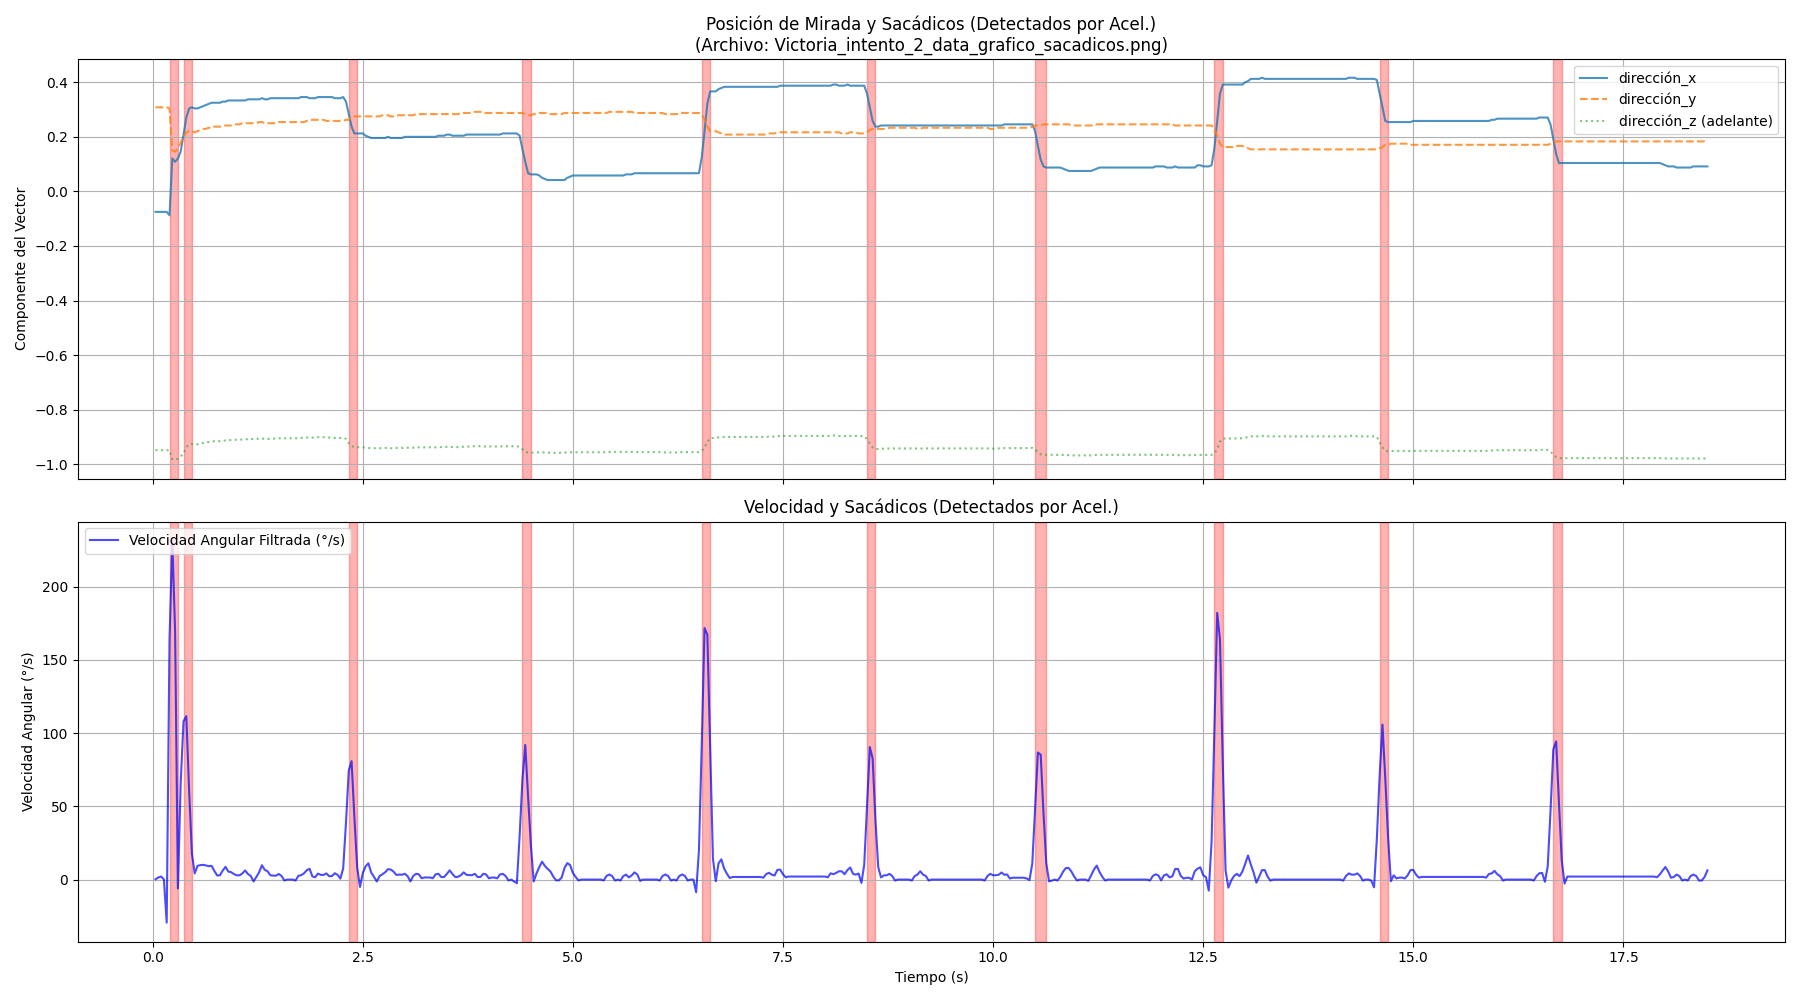 Posición de Mirada y Sacádicos (Detectados por Acel.)
(Archivo: Victoria_intento_2_data_grafico_sacadicos.png)
Componente del Vector
0.4
0.2
0.0
−0.2
−0.4
−0.6
−0.8
−1.0
dirección_x
dirección_y
dirección_z (adelante)
Velocidad y Sacádicos (Detectados por Acel.)
Velocidad Angular (°/s)
200
150
100
50
0
Velocidad Angular Filtrada (°/s)
0.0 2.5 5.0 7.5 10.0 12.5 15.0 17.5
Tiempo (s)